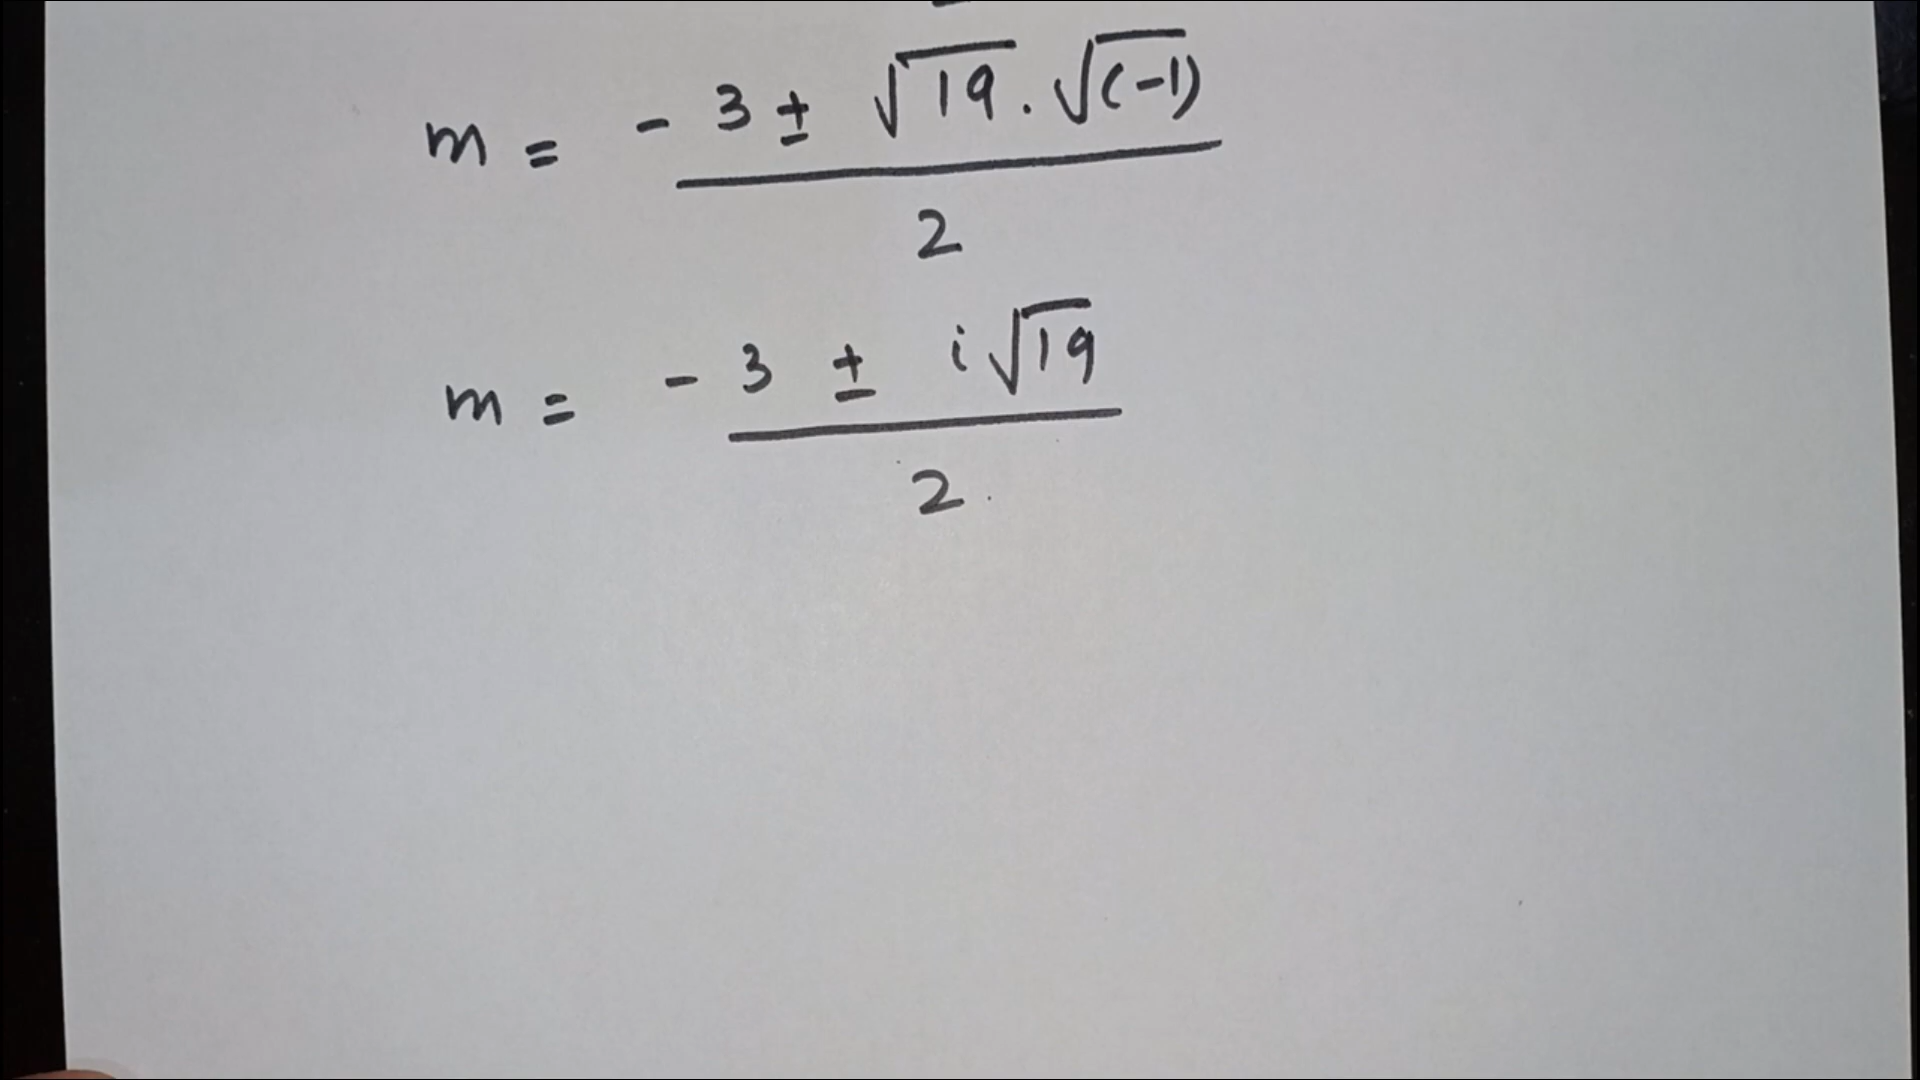 m = - 3 ± √19 . √(-1)
2
m = - 3 ± i√19
2